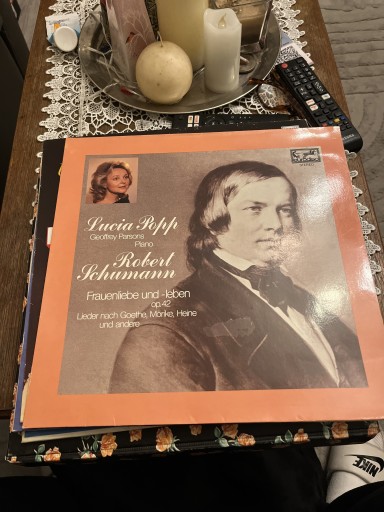 Lucia Popp
Geoffrey Parsons
Piano
Robert
Schumann
Frauenliebe und -leben
op. 42
Lieder nach Goethe, Mörike, Heine
und andere
NIKE